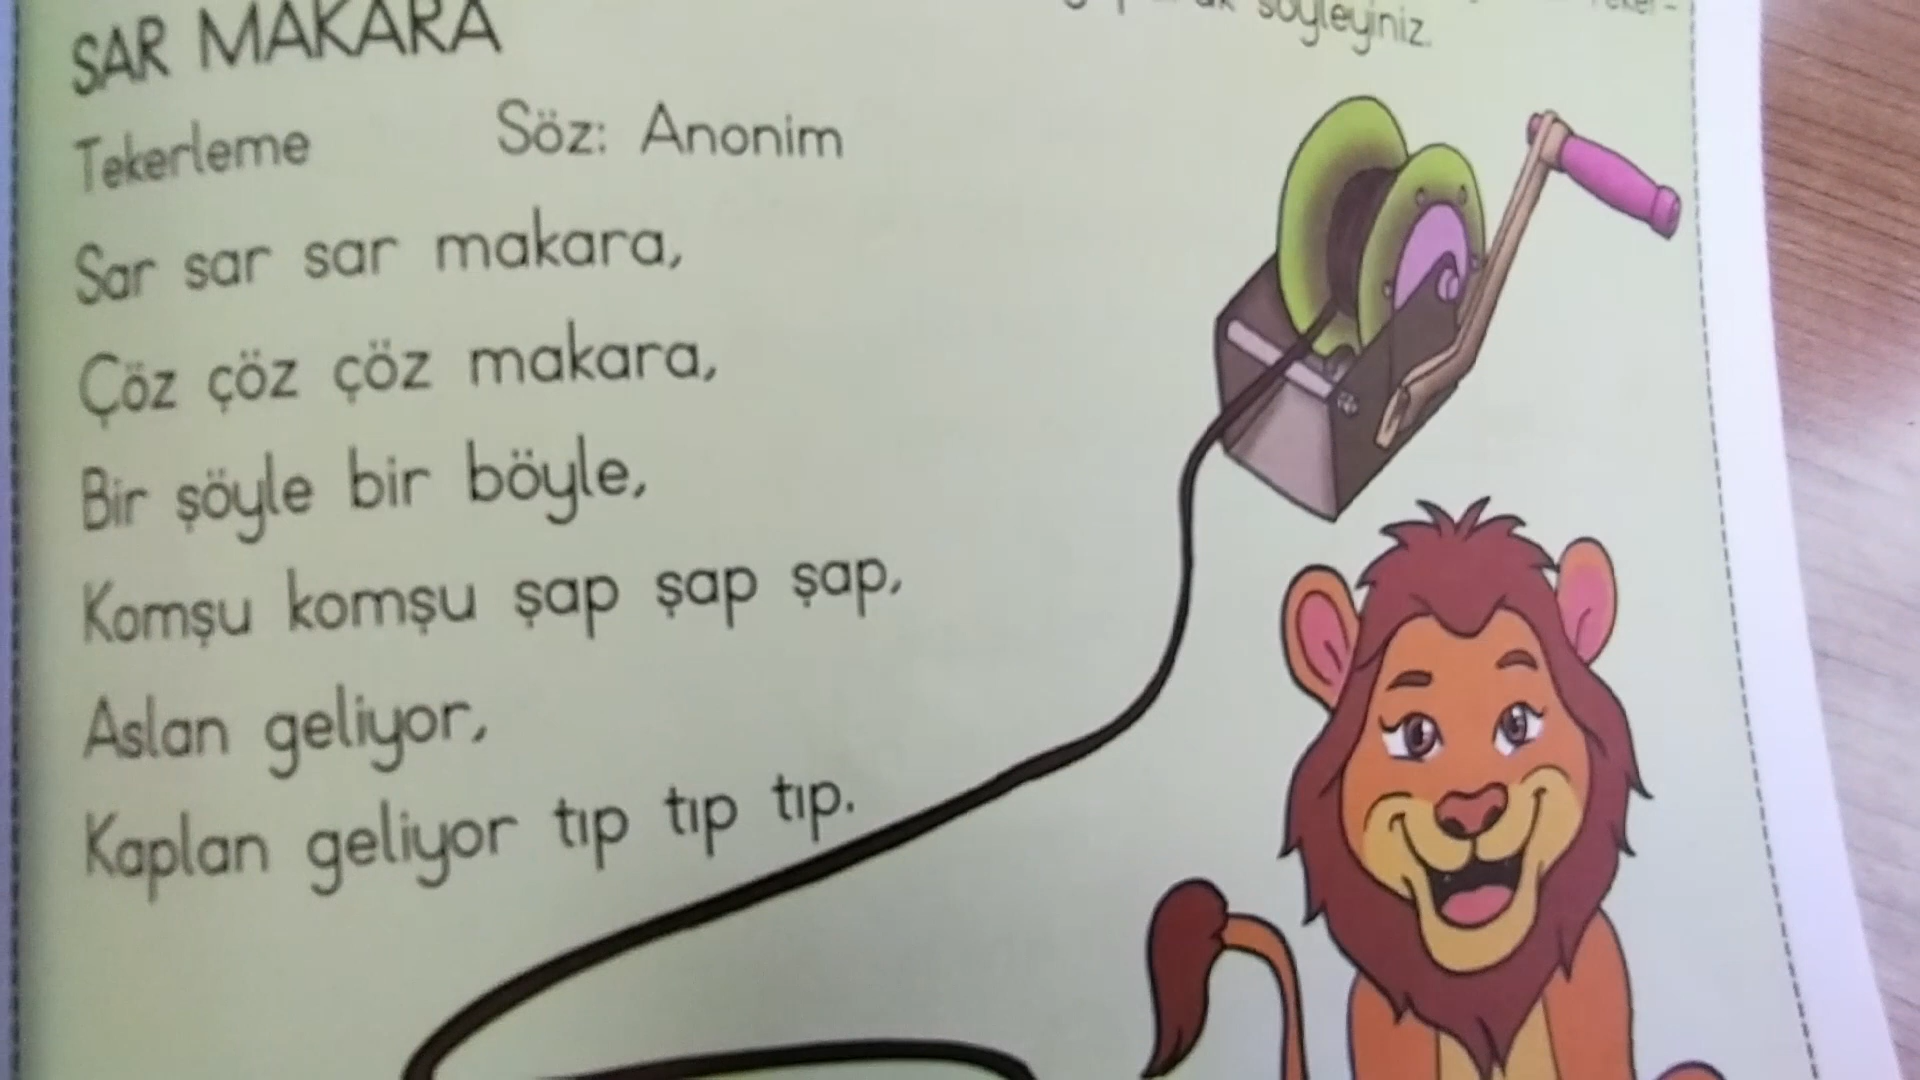 söyleyiniz.
SAR MAKARA
Tekerleme Söz: Anonim
Sar sar sar makara,
Çöz çöz çöz makara,
Bir şöyle bir böyle,
Komşu komşu şap şap şap,
Aslan geliyor,
Kaplan geliyor tıp tıp tıp.